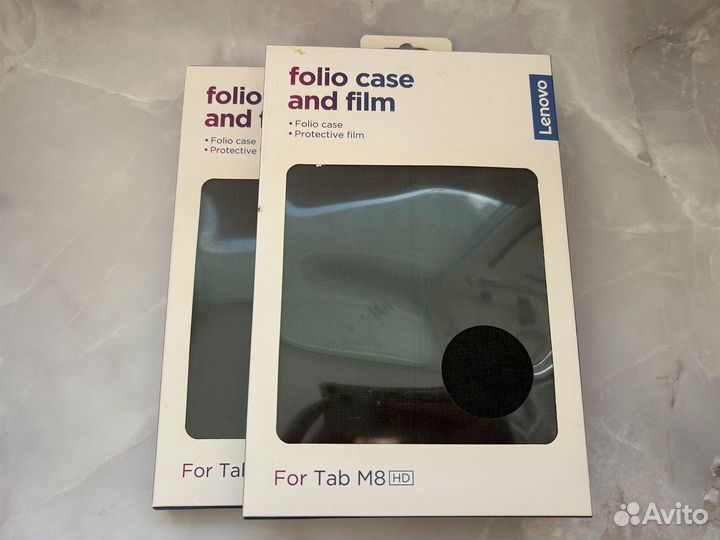 folio case
and film
• Folio case
• Protective film
Lenovo
For Tab M8 HD
folio
and f
• Folio case
• Protective
For Tab
Avito